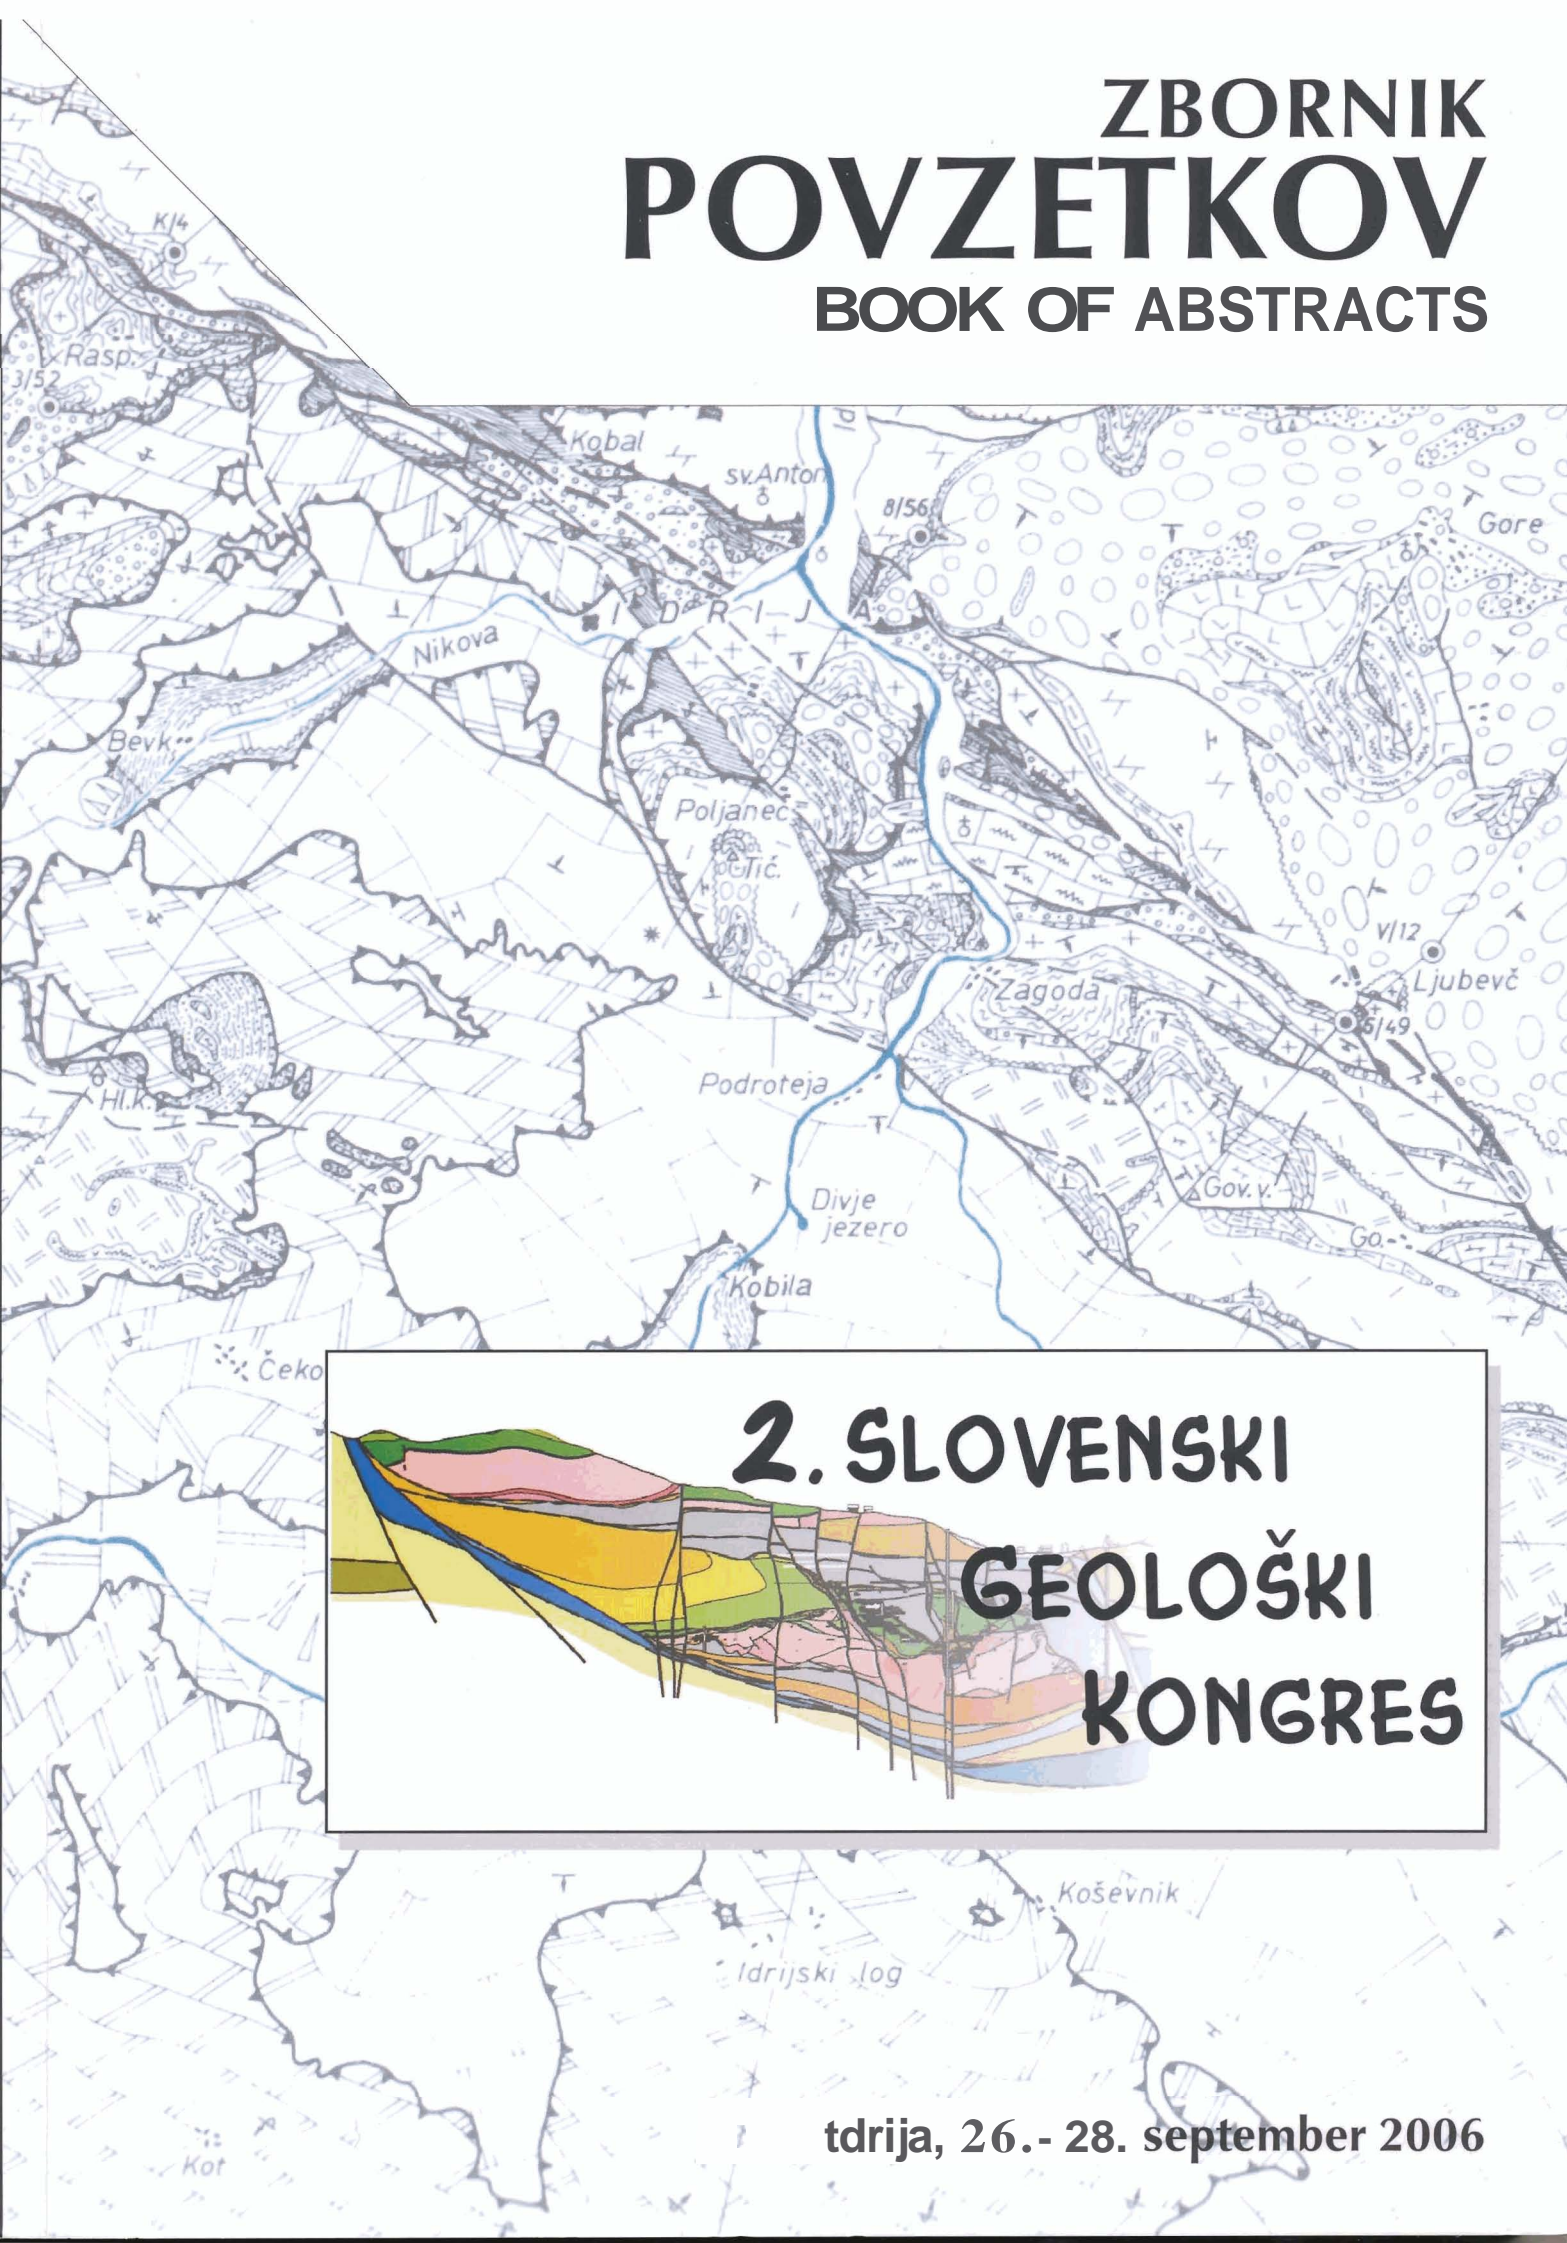 ZBORNIK
POVZETKOV
BOOK OF ABSTRACTS
K/4
Rasp.
3/52
Kobal
Id
sv.Anton
8/56
Gore
IDRIJA
Nikova
Bevk
Poljanec
Tič.
V/12
Ljubevč
Zagoda
5/49
Podroteja
Hl.k.
Divje
jezero
Gov. v.
Go.
Kobila
Čeko
2. SLOVENSKI
GEOLOŠKI
KONGRES
Koševnik
Idrijski log
tdrija, 26.- 28. september 2006
Kot